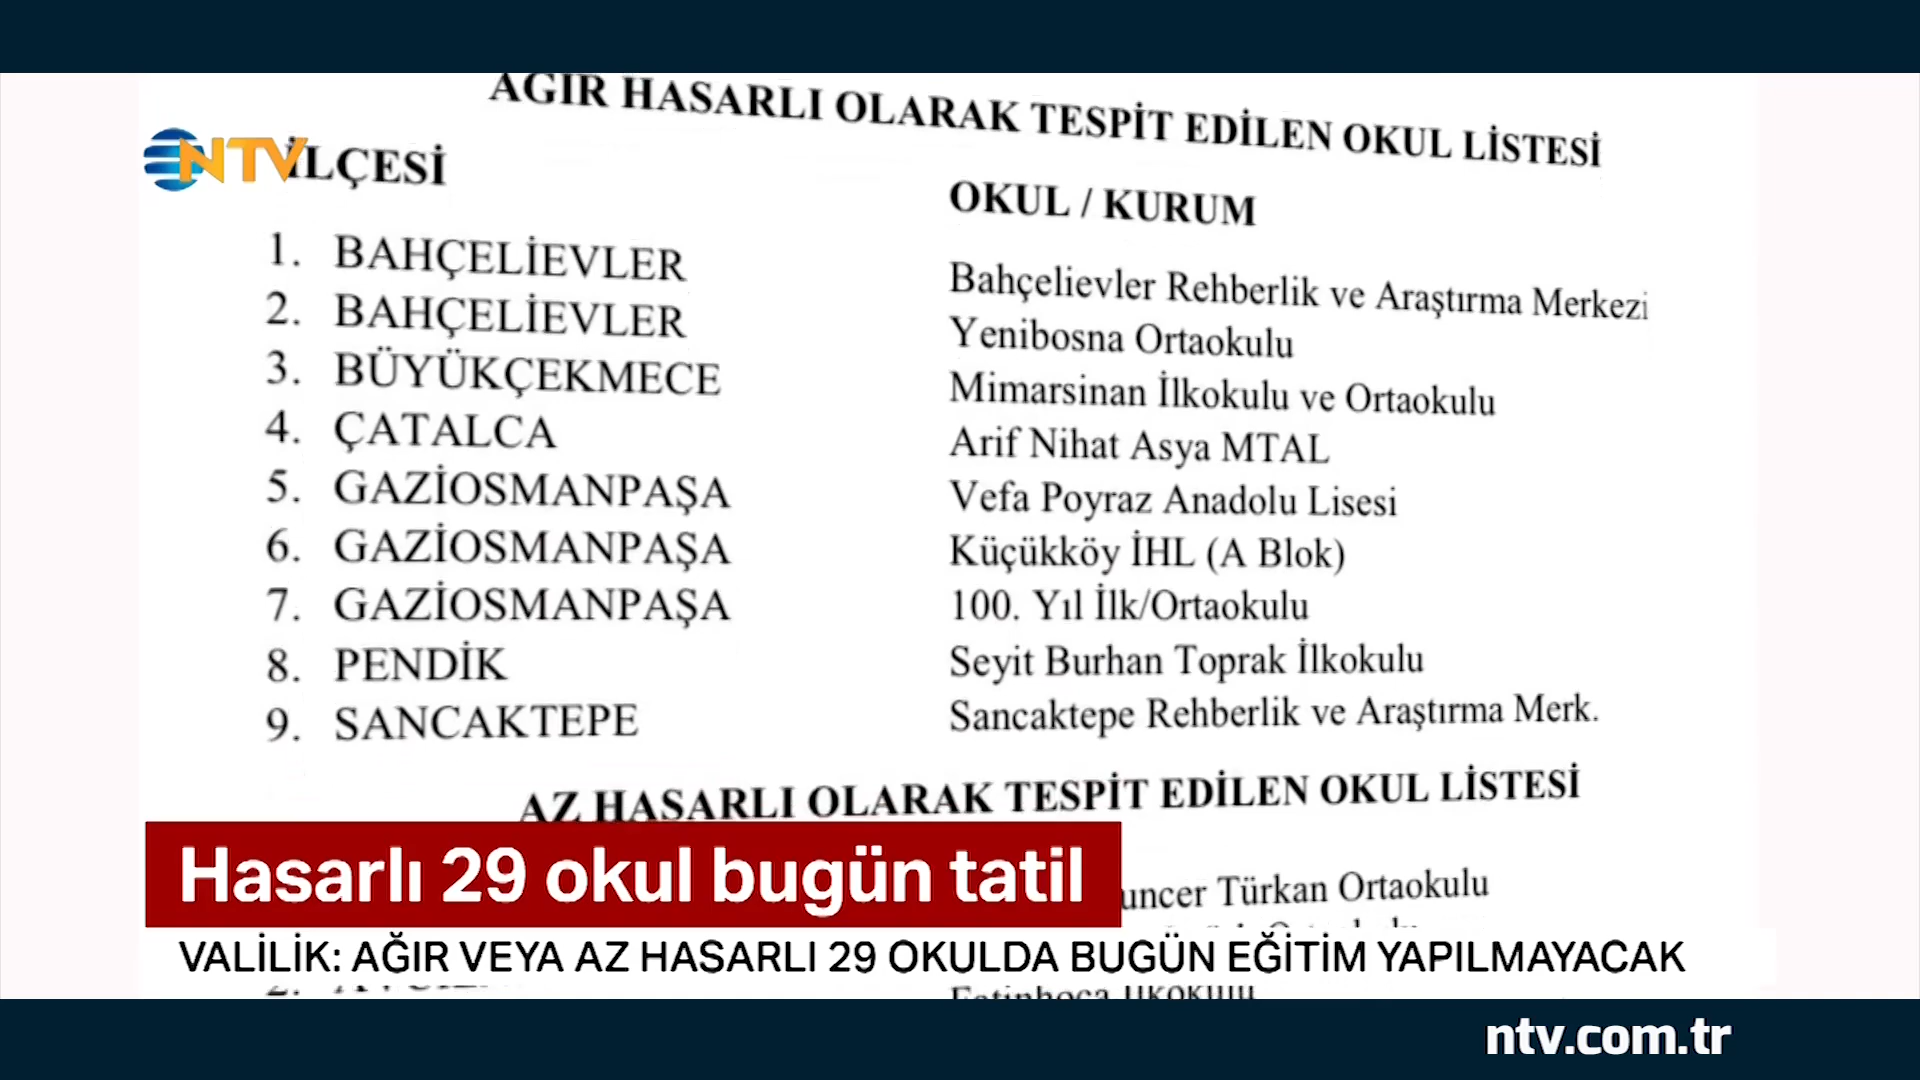 AĞIR HASARLI OLARAK TESPİT EDİLEN OKUL LİSTESİ
NTV
İLÇESİ
OKUL / KURUM
1. BAHÇELİEVLER Bahçelievler Rehberlik ve Araştırma Merkezi
2. BAHÇELİEVLER Yenibosna Ortaokulu
3. BÜYÜKÇEKMECE Mimarsinan İlkokulu ve Ortaokulu
4. ÇATALCA Arif Nihat Asya MTAL
5. GAZİOSMANPAŞA Vefa Poyraz Anadolu Lisesi
6. GAZİOSMANPAŞA Küçükköy İHL (A Blok)
7. GAZİOSMANPAŞA 100. Yıl İlk/Ortaokulu
8. PENDİK Seyit Burhan Toprak İlkokulu
9. SANCAKTEPE Sancaktepe Rehberlik ve Araştırma Merk.
AZ HASARLI OLARAK TESPİT EDİLEN OKUL LİSTESİ
Hasarlı 29 okul bugün tatil
Türkan Ortaokulu
VALİLİK: AĞIR VEYA AZ HASARLI 29 OKULDA BUGÜN EĞİTİM YAPILMAYACAK
ntv.com.tr